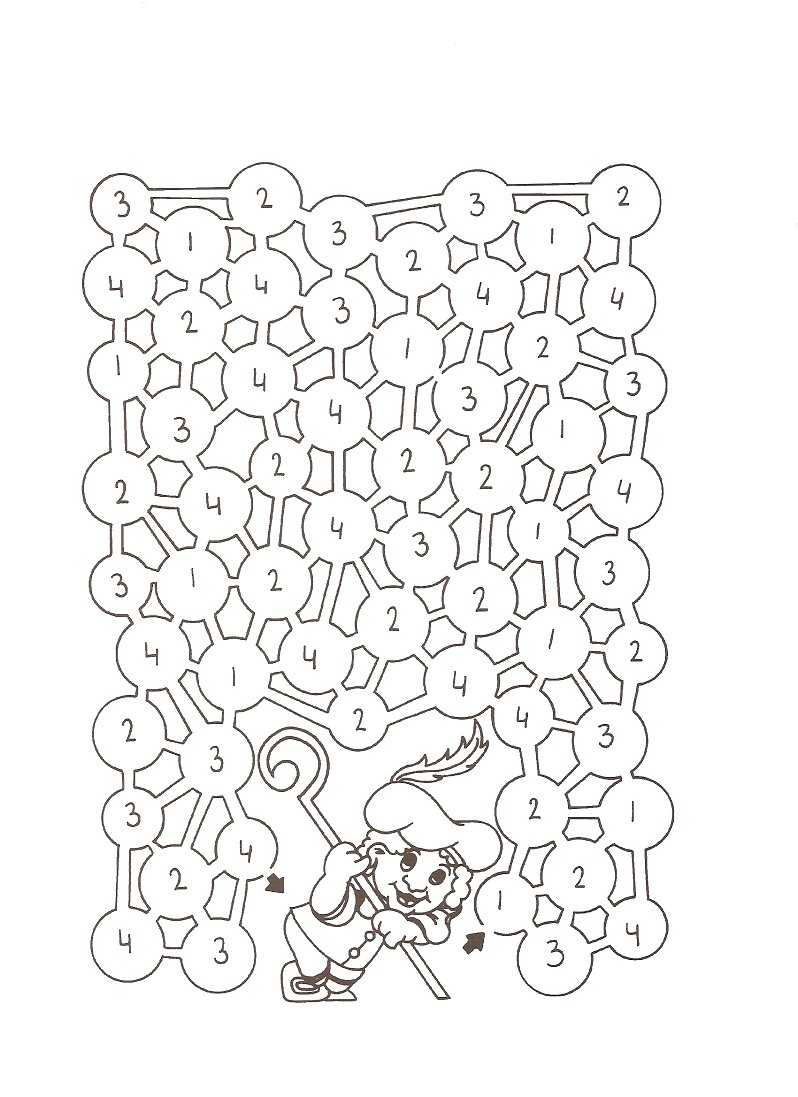 3 2 3 2
1 3 1
2
4 4 4 4
2 3
1 1 2
4 3 3
3 4 1
2 2 2 4
2 4
4 3 1
3 1 2 3
2 2
4 4 1 2
1 4
2 2 4
3 3
3 2 1
4
2 1 2
4 3 3 4